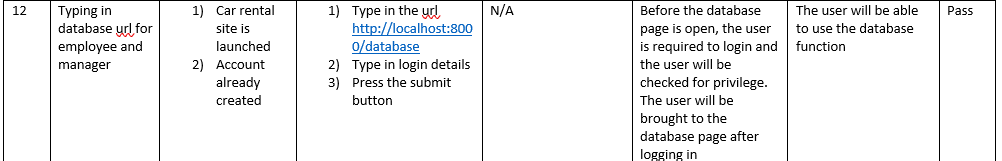 12
Typing in
database url for
employee and
manager
1) Car rental
site is
launched
2) Account
already
created
1) Type in the url
http://localhost:800
0/database
2) Type in login details
3) Press the submit
button
N/A
Before the database
page is open, the user
is required to login and
the user will be
checked for privilege.
The user will be
brought to the
database page after
logging in
The user will be able
to use the database
function
Pass